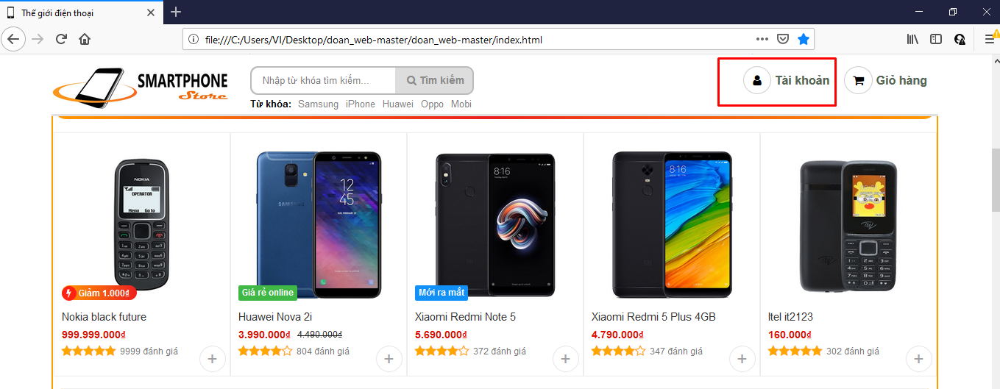 Thế giới điện thoại
file:///C:/Users/VI/Desktop/doan_web-master/doan_web-master/index.html
SMARTPHONE
Store
Nhập từ khóa tìm kiếm...
Tìm kiếm
Tài khoản
Giỏ hàng
Từ khóa: Samsung iPhone Huawei Oppo Mobi
NOKIA
OPERATOR
Menu Go to
SAMSUNG
12
45
8:16
8:16
itel
Giảm 1.000₫
Giá rẻ online
Mới ra mắt
Nokia black future
Huawei Nova 2i
Xiaomi Redmi Note 5
Xiaomi Redmi 5 Plus 4GB
Itel it2123
999.999.000₫
3.990.000₫ 4.490.000₫
5.690.000₫
4.790.000₫
160.000₫
9999 đánh giá
804 đánh giá
372 đánh giá
347 đánh giá
302 đánh giá